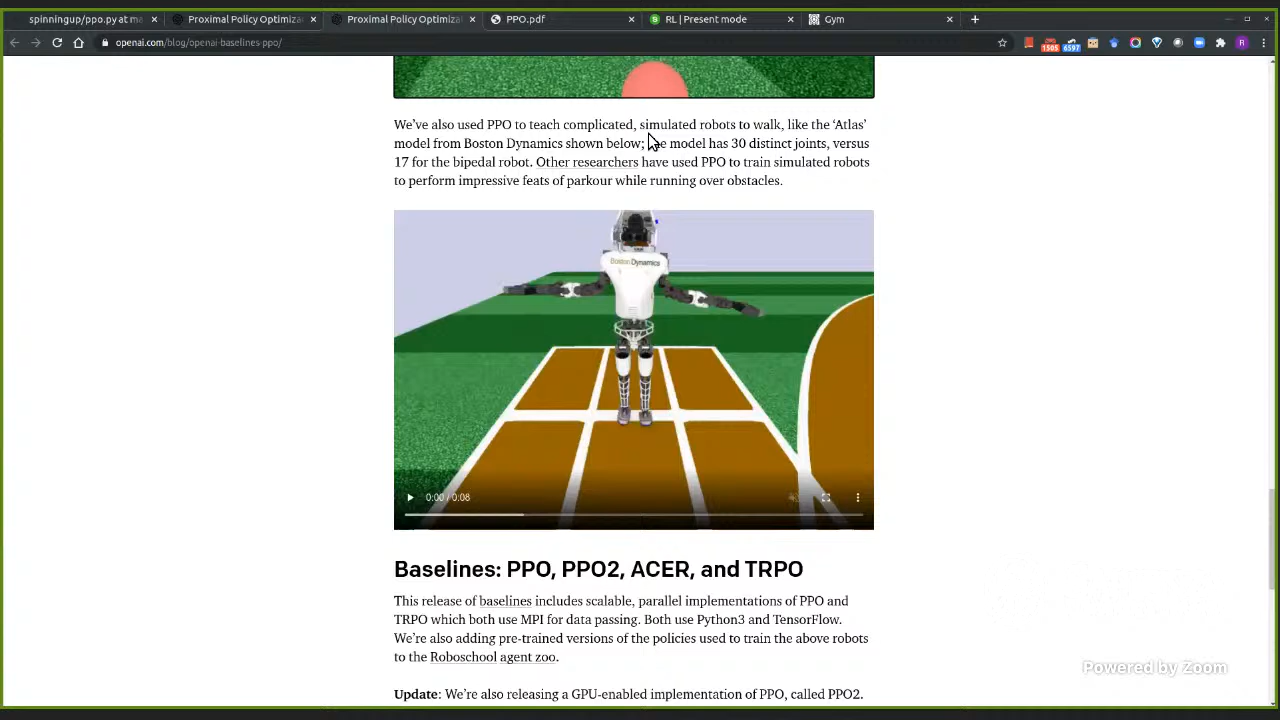 spinningup/ppo.py at ma
Proximal Policy Optimiza
Proximal Policy Optimiza
PPO.pdf
RL | Present mode
Gym
openai.com/blog/openai-baselines-ppo/
1505
6597
R
We've also used PPO to teach complicated, simulated robots to walk, like the ‘Atlas’
model from Boston Dynamics shown below; model has 30 distinct joints, versus
17 for the bipedal robot. Other researchers have used PPO to train simulated robots
to perform impressive feats of parkour while running over obstacles.
Boston Dynamics
0:00 / 0:08
Baselines: PPO, PPO2, ACER, and TRPO
This release of baselines includes scalable, parallel implementations of PPO and
TRPO which both use MPI for data passing. Both use Python3 and TensorFlow.
We're also adding pre-trained versions of the policies used to train the above robots
to the Roboschool agent zoo.
Powered by Zoom
Update: We're also releasing a GPU-enabled implementation of PPO, called PPO2.